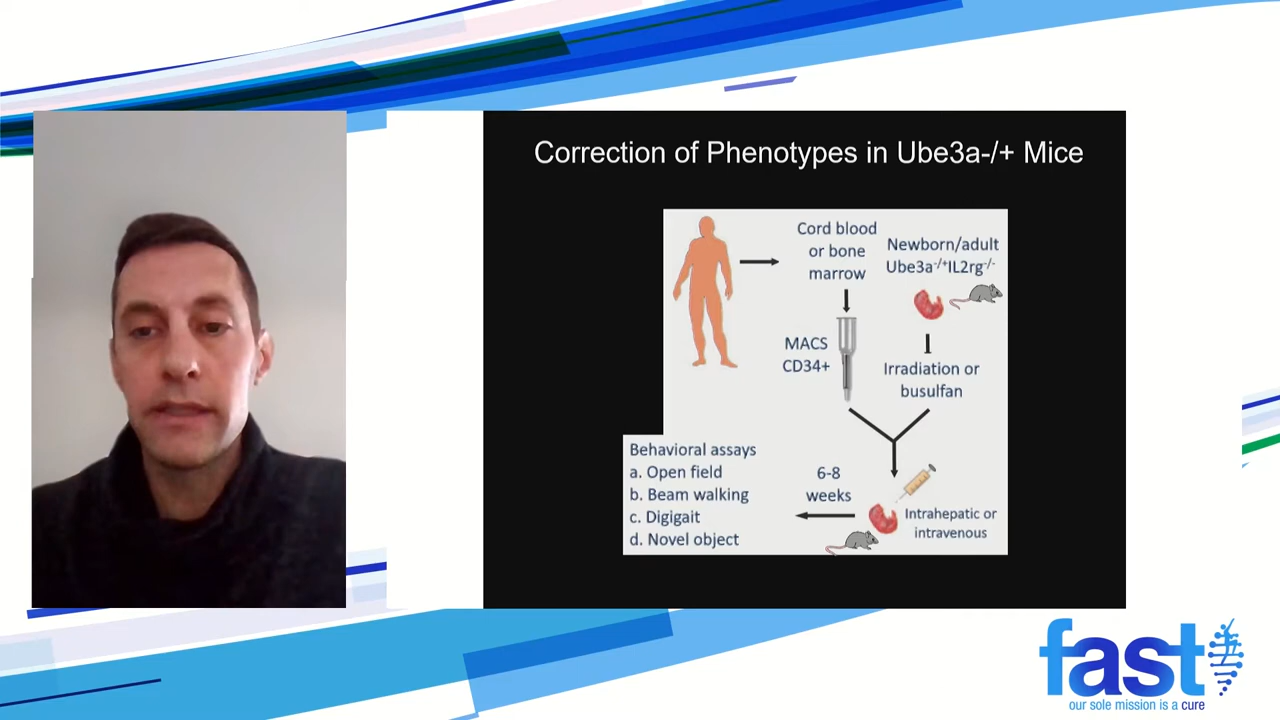 Correction of Phenotypes in Ube3a-/+ Mice
Cord blood
or bone
marrow
Newborn/adult
Ube3a-/+IL2rg-/-
MACS
CD34+
Irradiation or
busulfan
Behavioral assays
a. Open field
b. Beam walking
c. Digigait
d. Novel object
6-8
weeks
Intrahepatic or
intravenous
fast
our sole mission is a cure